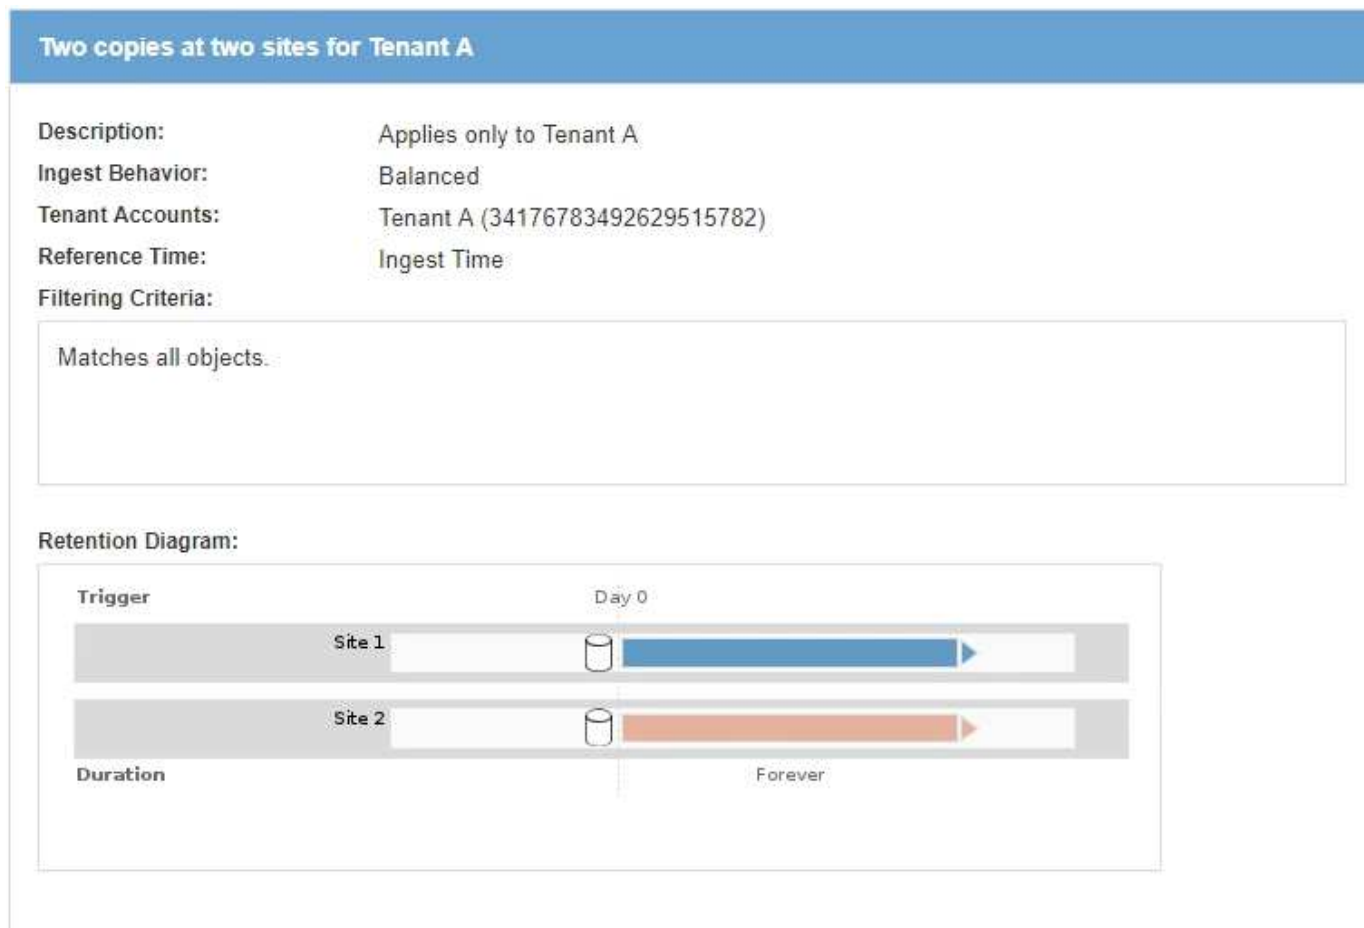 Two copies at two sites for Tenant A
Description: Applies only to Tenant A
Ingest Behavior: Balanced
Tenant Accounts: Tenant A (34176783492629515782)
Reference Time: Ingest Time
Filtering Criteria:
Matches all objects.
Retention Diagram:
Trigger Day 0
Site 1
Site 2
Duration Forever